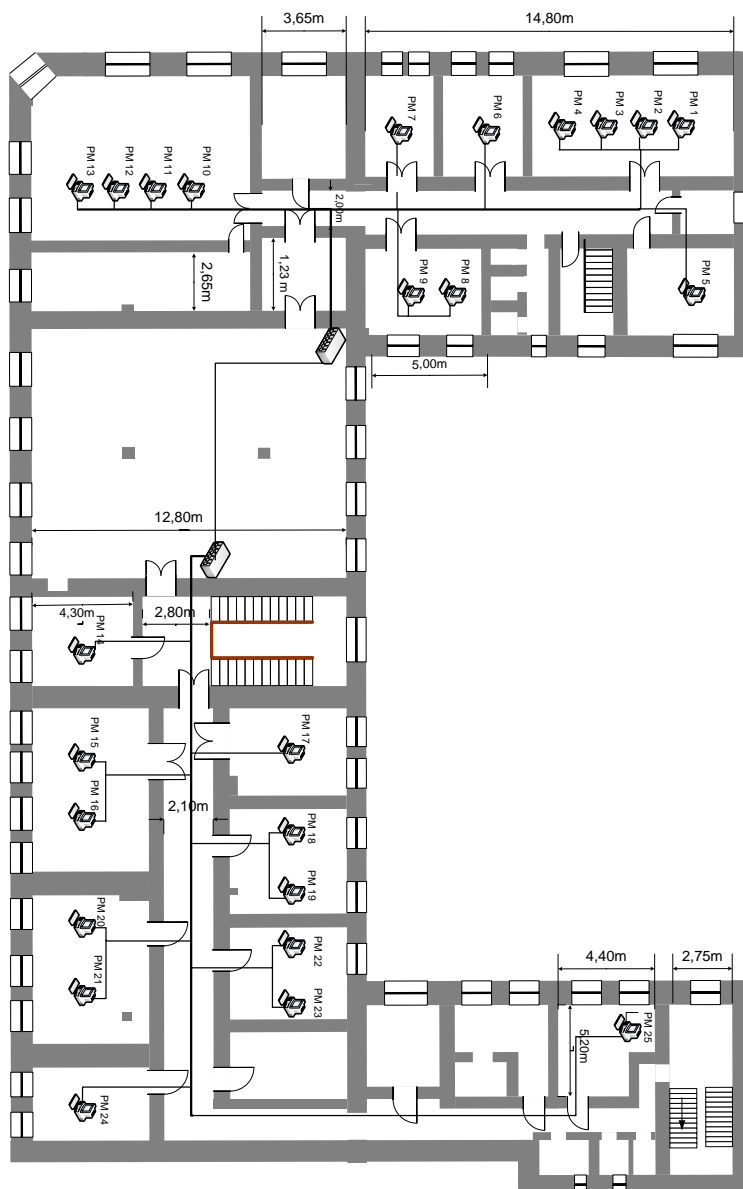 3,65m
14,80m
PM 7
PM 6
PM 4
PM 3
PM 2
PM 1
PM 13
PM 12
PM 11
PM 10
2,00m
2,65m
1,23 m
PM 9
PM 8
PM 5
5,00m
12,80m
4,30m
2,80m
PM 14
PM 15
PM 17
PM 16
2,10m
PM 18
PM 19
PM 20
PM 22
PM 21
PM 23
4,40m
2,75m
5,20m
PM 25
PM 24